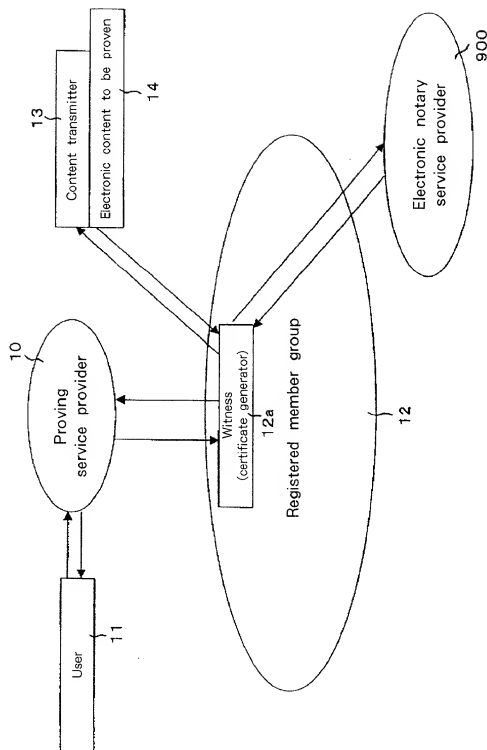 User
11
10
Proving
service provider
13
Content transmitter
Electronic content to be proven
14
Witness
(certificate generator)
12a
Registered member group
12
Electronic notary
service provider
900